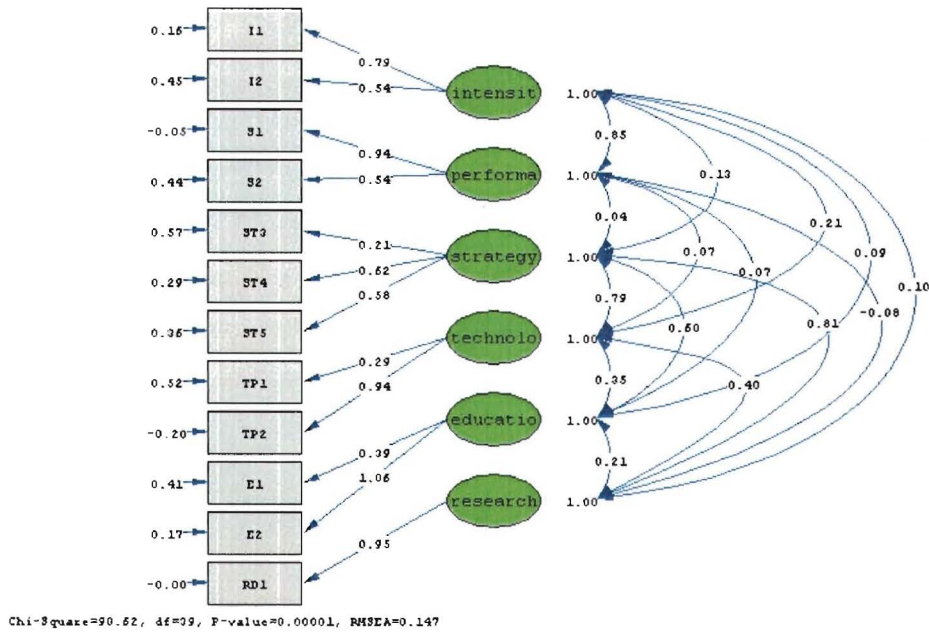 0.16 I1
0.45 I2
-0.05 S1
0.44 S2
0.57 ST3
0.29 ST4
0.36 ST5
0.52 TP1
-0.20 TP2
0.41 E1
0.17 E2
-0.00 RD1
0.79
0.54
0.94
0.54
0.21
0.62
0.58
0.29
0.94
0.39
1.06
0.95
intensit
performa
strategy
technolo
educatio
research
1.00
1.00
1.00
1.00
1.00
1.00
0.85
0.13
0.04
0.21
0.07
0.09
0.07
0.10
0.79
-0.08
0.60
0.81
0.35
0.40
0.21
Chi-Square=90.62, df=39, P-value=0.00001, RMSEA=0.147